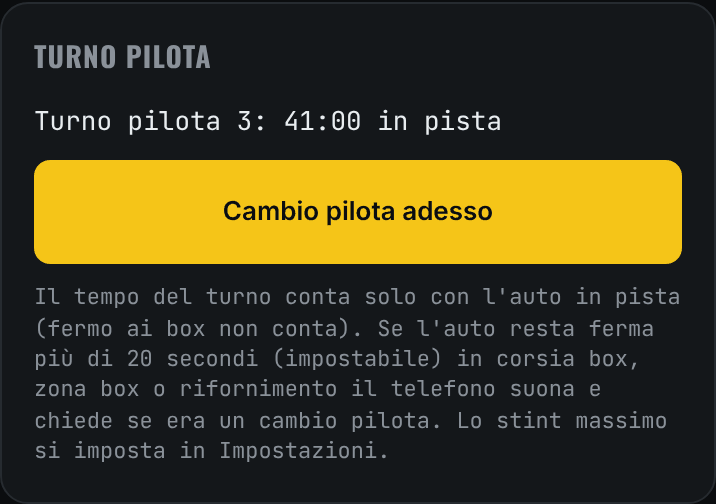 TURNO PILOTA
Turno pilota 3: 41:00 in pista
Cambio pilota adesso
Il tempo del turno conta solo con l'auto in pista
(fermo ai box non conta). Se l'auto resta ferma
più di 20 secondi (impostabile) in corsia box,
zona box o rifornimento il telefono suona e
chiede se era un cambio pilota. Lo stint massimo
si imposta in Impostazioni.